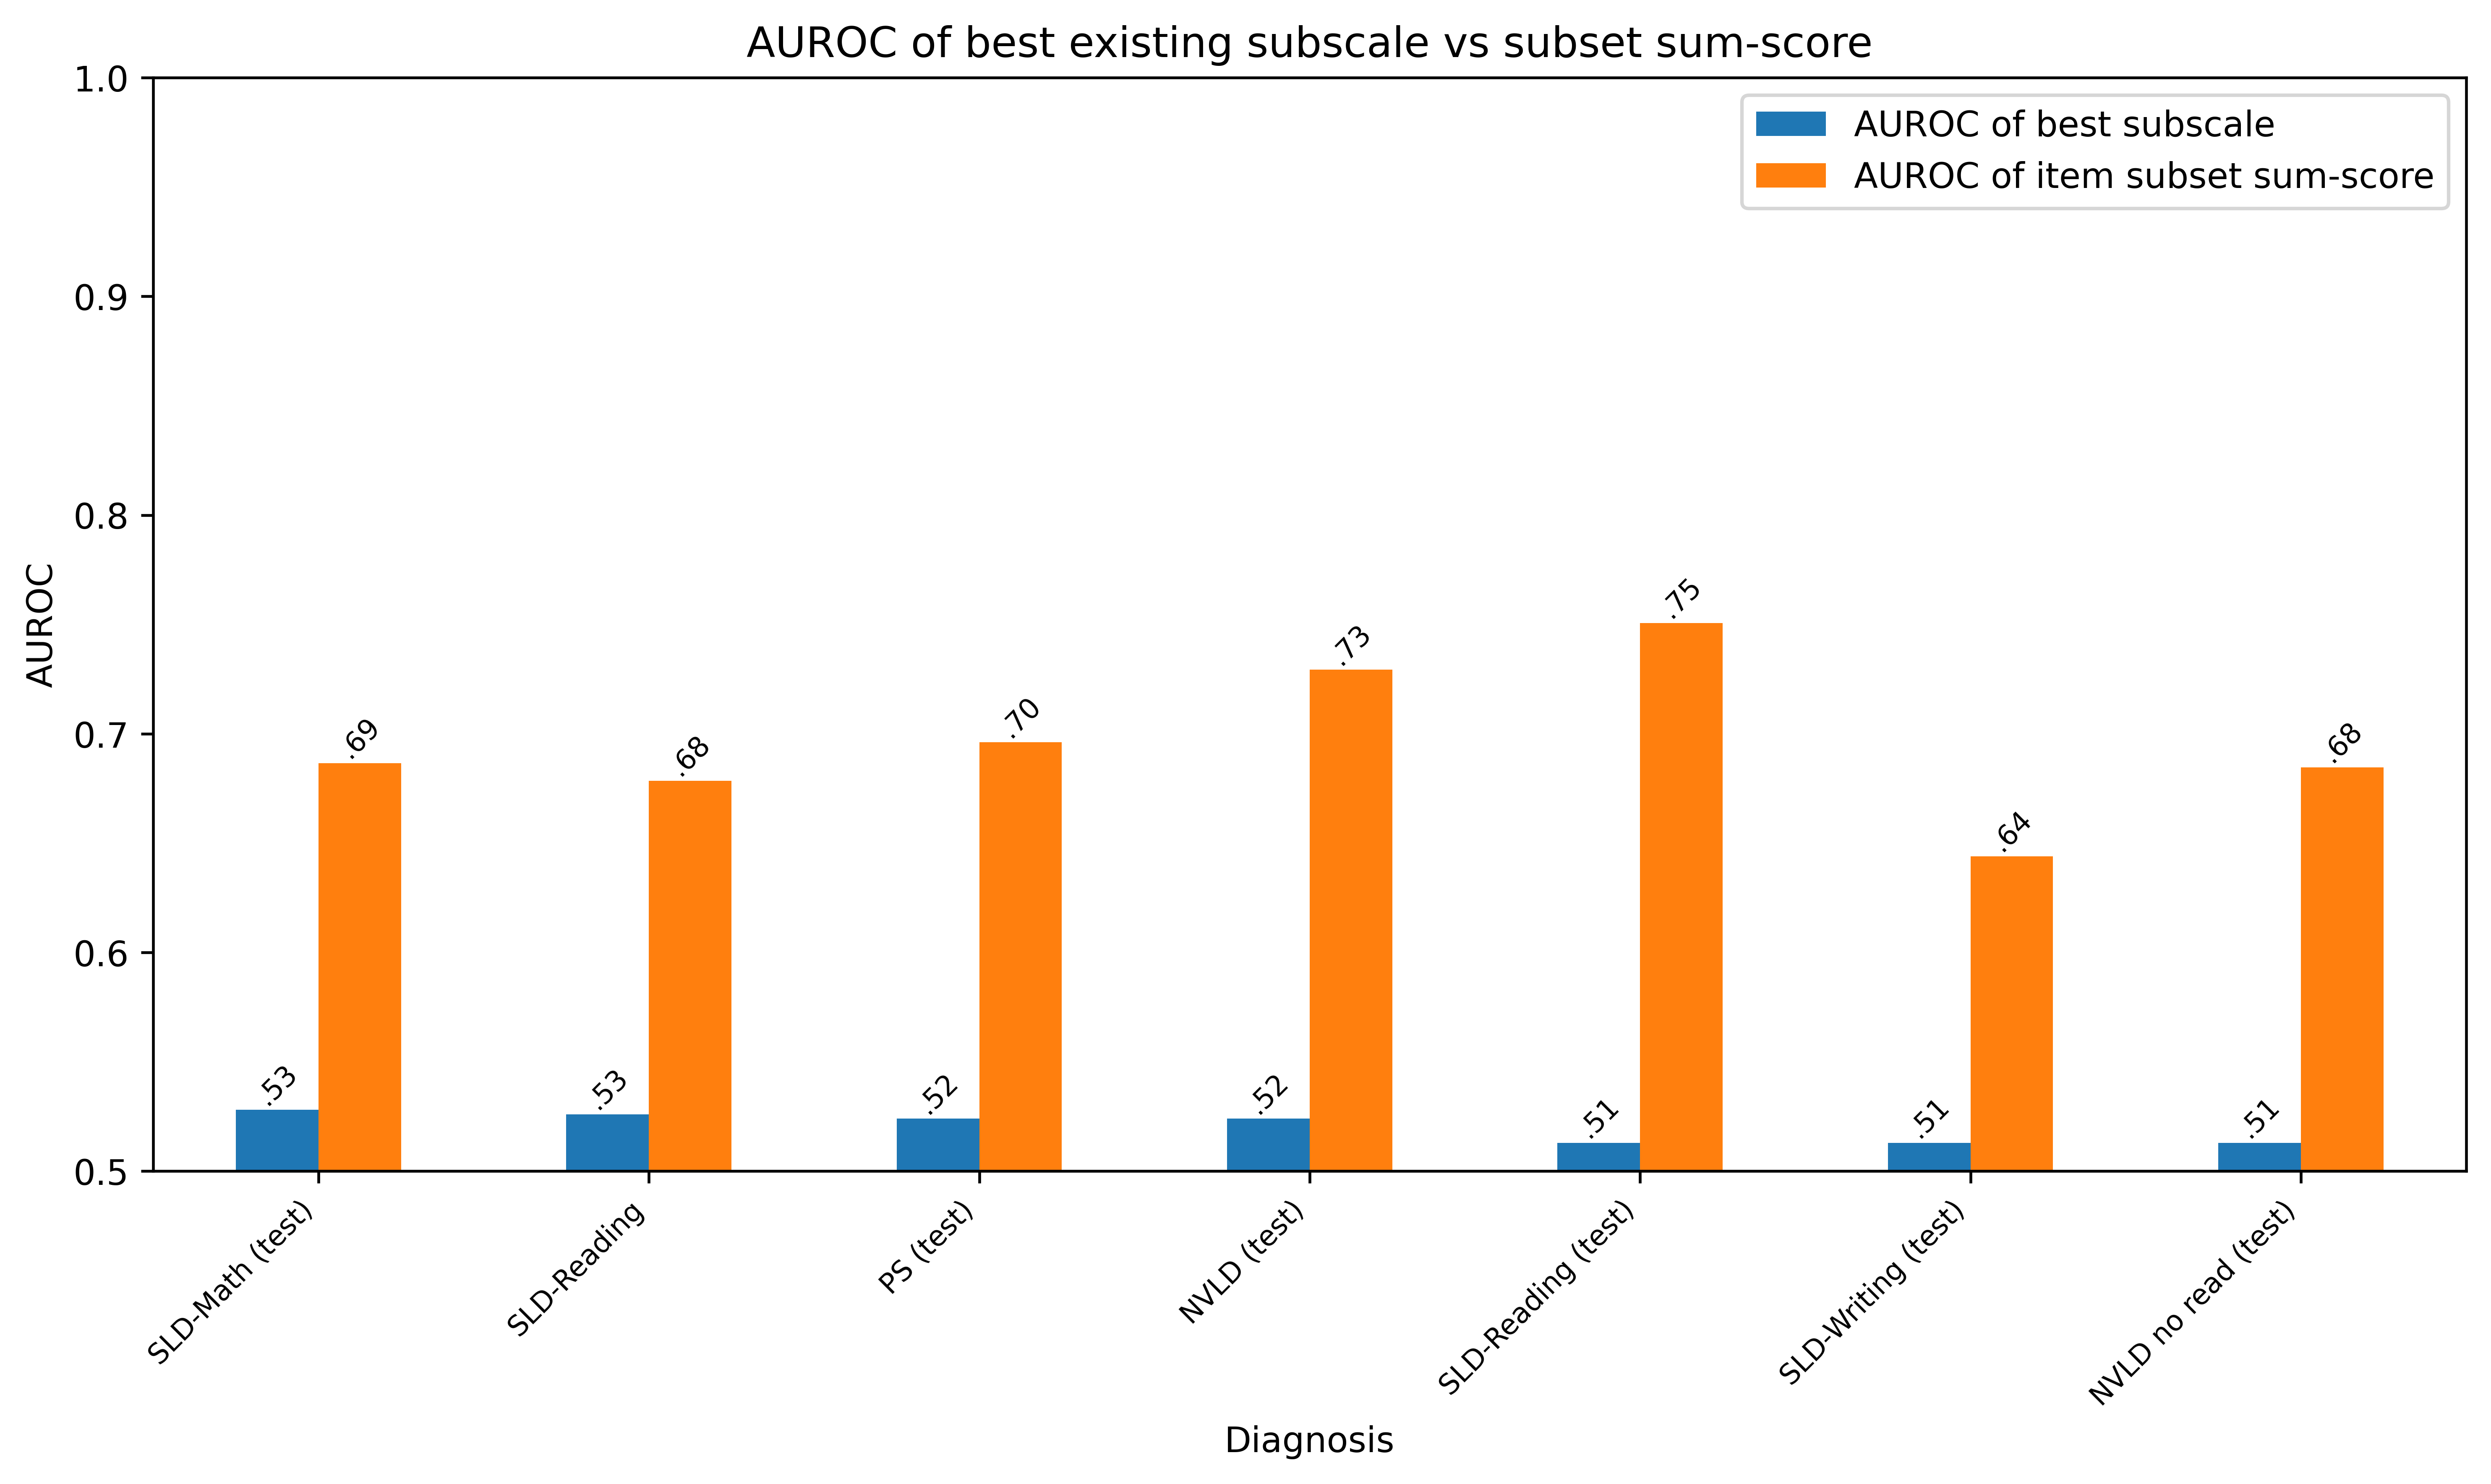 AUROC of best existing subscale vs subset sum-score
AUROC of best subscale
AUROC of item subset sum-score
AUROC
1.0
0.9
0.8
0.7
0.6
0.5
.53
.69
.53
.68
.52
.70
.52
.73
.51
.75
.51
.64
.51
.68
SLD-Math (test)
SLD-Reading
PS (test)
NVLD (test)
SLD-Reading (test)
SLD-Writing (test)
NVLD no read (test)
Diagnosis